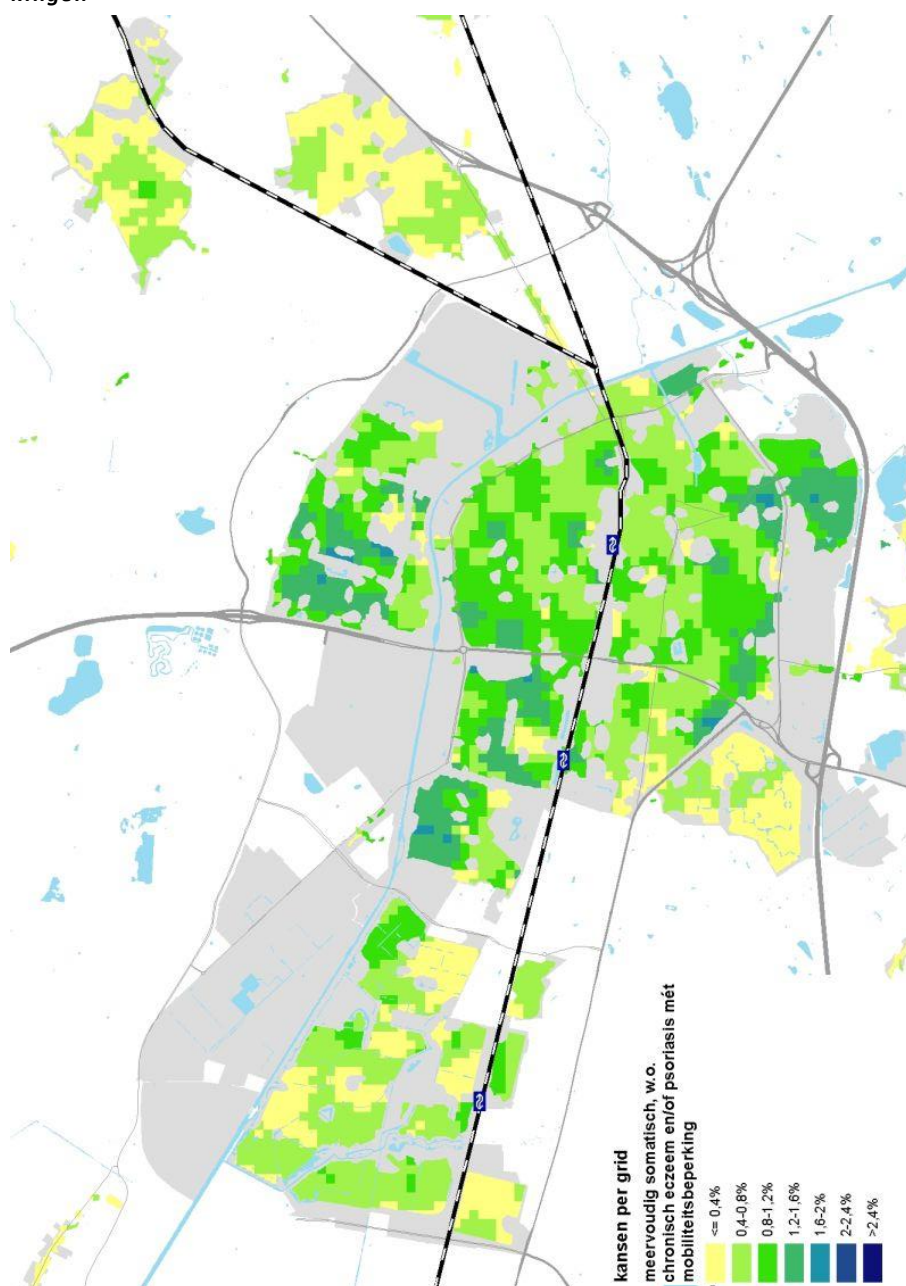 kansen per grid
meervoudig somatisch, w.o.
chronisch eczeem en/of psoriasis mét
mobiliteitsbeperking
<= 0,4%
0,4-0,8%
0,8-1,2%
1,2-1,6%
1,6-2%
2-2,4%
>2,4%